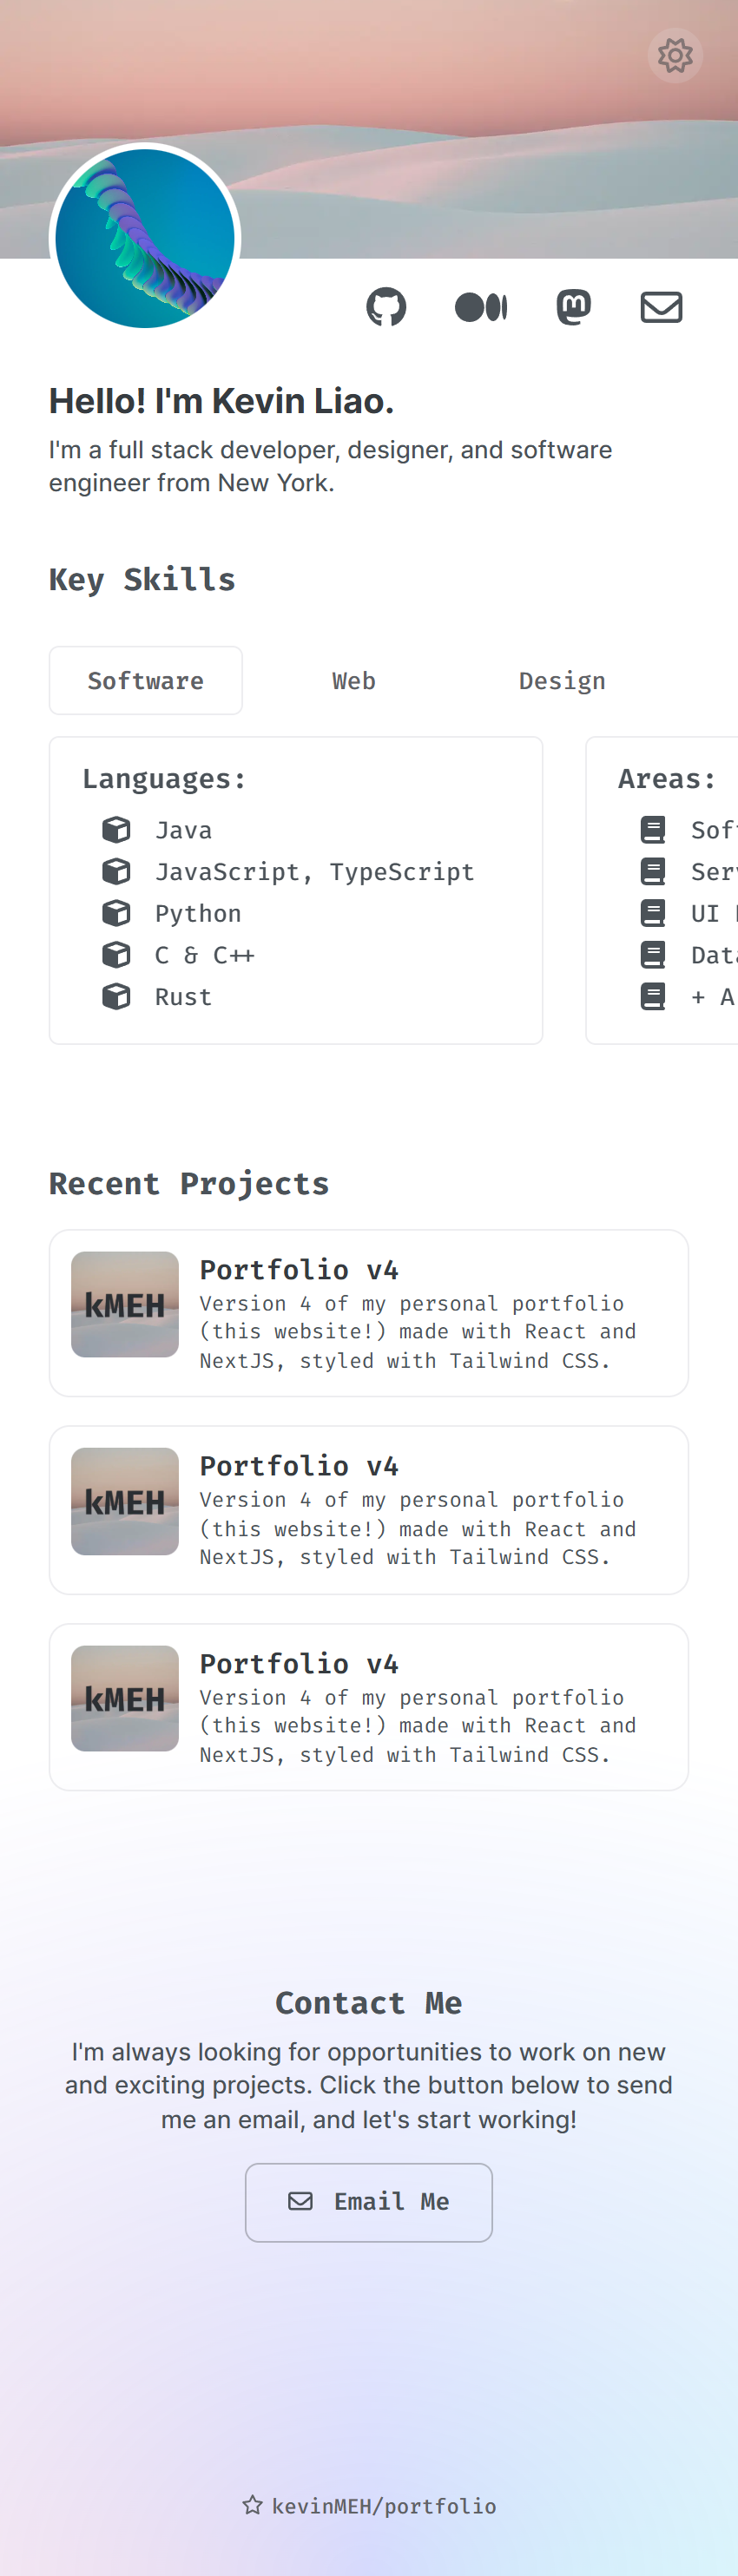 Hello! I'm Kevin Liao.
I'm a full stack developer, designer, and software
engineer from New York.
Key Skills
Software Web Design
Languages:
Java
JavaScript, TypeScript
Python
C & C++
Rust
Areas:
UI
+ A
Recent Projects
kMEH
Portfolio v4
Version 4 of my personal portfolio
(this website!) made with React and
NextJS, styled with Tailwind CSS.
kMEH
Portfolio v4
Version 4 of my personal portfolio
(this website!) made with React and
NextJS, styled with Tailwind CSS.
kMEH
Portfolio v4
Version 4 of my personal portfolio
(this website!) made with React and
NextJS, styled with Tailwind CSS.
Contact Me
I'm always looking for opportunities to work on new
and exciting projects. Click the button below to send
me an email, and let's start working!
Email Me
kevinMEH/portfolio